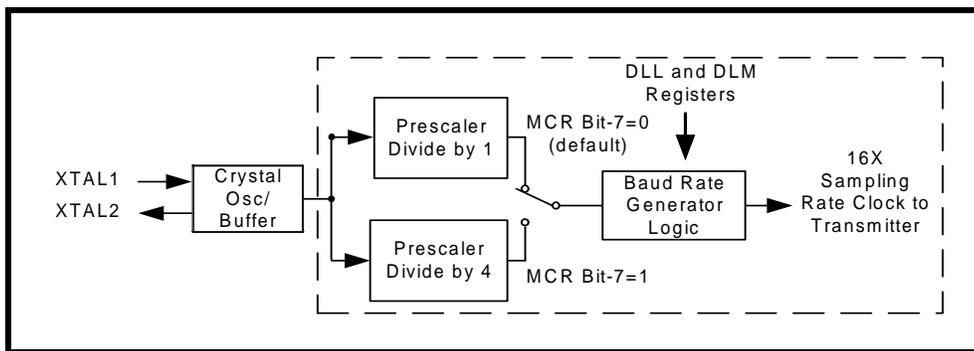 DLL and DLM
Registers
Prescaler
Divide by 1
MCR Bit-7=0
(default)
XTAL1
XTAL2
Crystal
Osc/
Buffer
Baud Rate
Generator
Logic
16X
Sampling
Rate Clock to
Transmitter
Prescaler
Divide by 4
MCR Bit-7=1